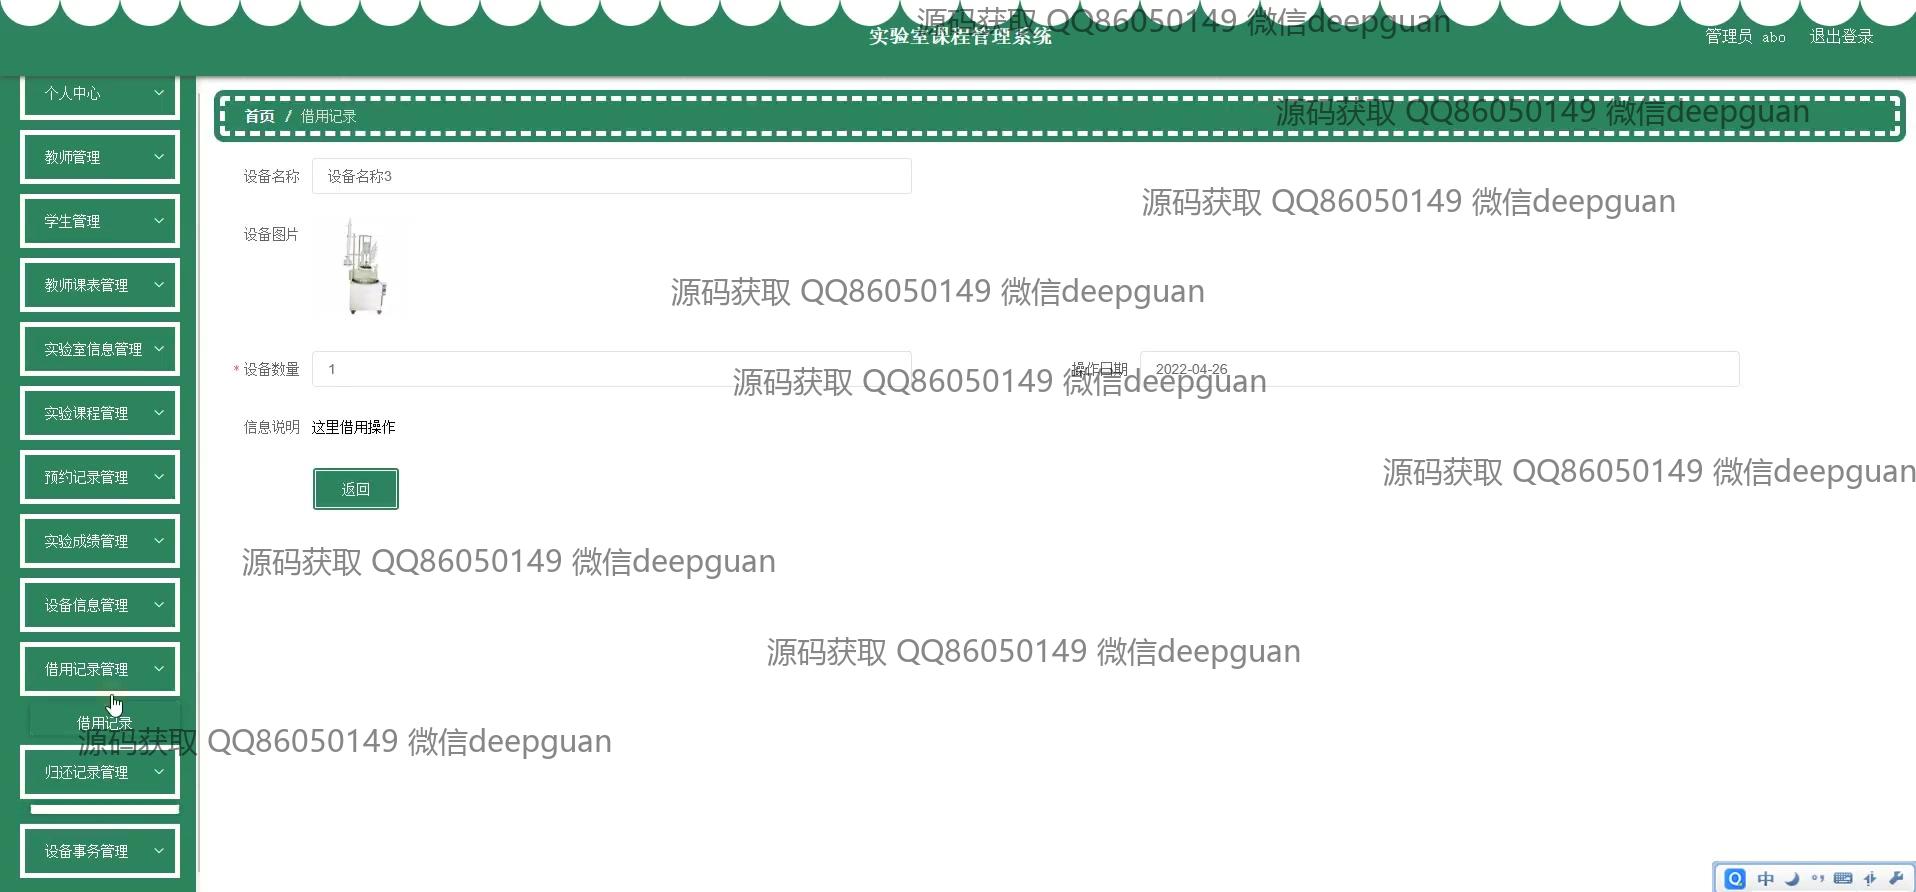 源码获取 QQ86050149 微信deepguan
实验室课程管理系统
管理员 abo 退出登录
个人中心
首页 / 借用记录
源码获取 QQ86050149 微信deepguan
教师管理
设备名称 设备名称3
源码获取 QQ86050149 微信deepguan
学生管理
设备图片
教师课表管理
源码获取 QQ86050149 微信deepguan
实验室信息管理
* 设备数量 1
操作日期 2022-04-26
源码获取 QQ86050149 微信deepguan
实验课程管理
信息说明 这里借用操作
预约记录管理
源码获取 QQ86050149 微信deepguan
返回
实验成绩管理
源码获取 QQ86050149 微信deepguan
设备信息管理
源码获取 QQ86050149 微信deepguan
借用记录管理
借用记录
源码获取 QQ86050149 微信deepguan
归还记录管理
设备事务管理
中